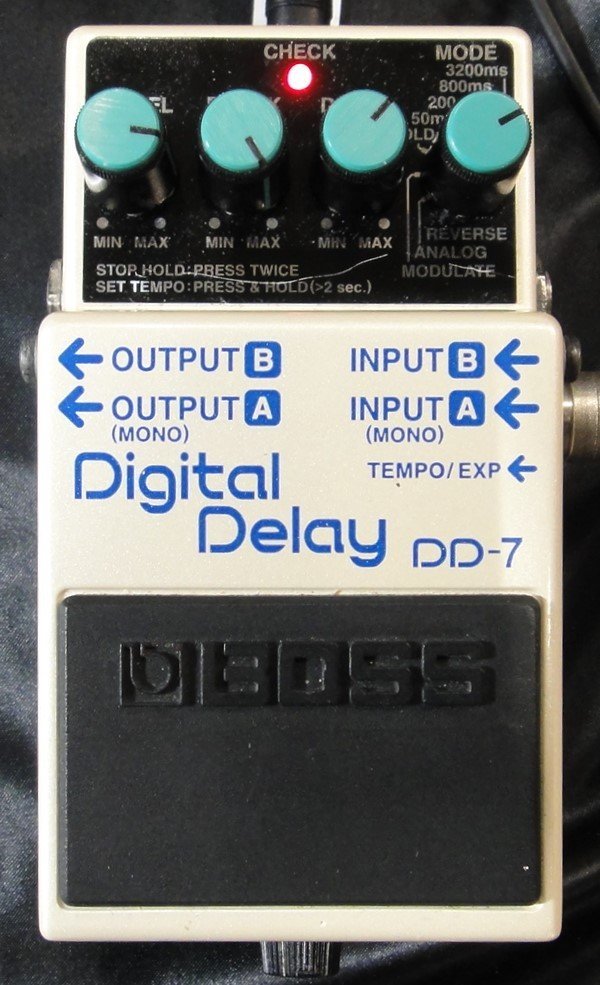 CHECK
MODE
3200ms
800ms
MIN MAX MIN MAX MIN MAX
REVERSE
ANALOG
MODULATE
STOP HOLD:PRESS TWICE
SET TEMPO:PRESS & HOLD(>2 sec.)
← OUTPUT B
INPUT B ←
← OUTPUT A
(MONO)
INPUT A ←
(MONO)
TEMPO/EXP ←
Digital
Delay
DD-7
BOSS